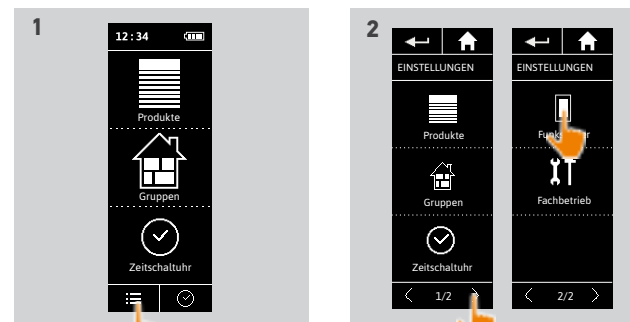 1
12:34
Produkte
Gruppen
Zeitschaltuhr
2
EINSTELLUNGEN
Produkte
Gruppen
Zeitschaltuhr
1/2
EINSTELLUNGEN
Fachbetrieb
2/2